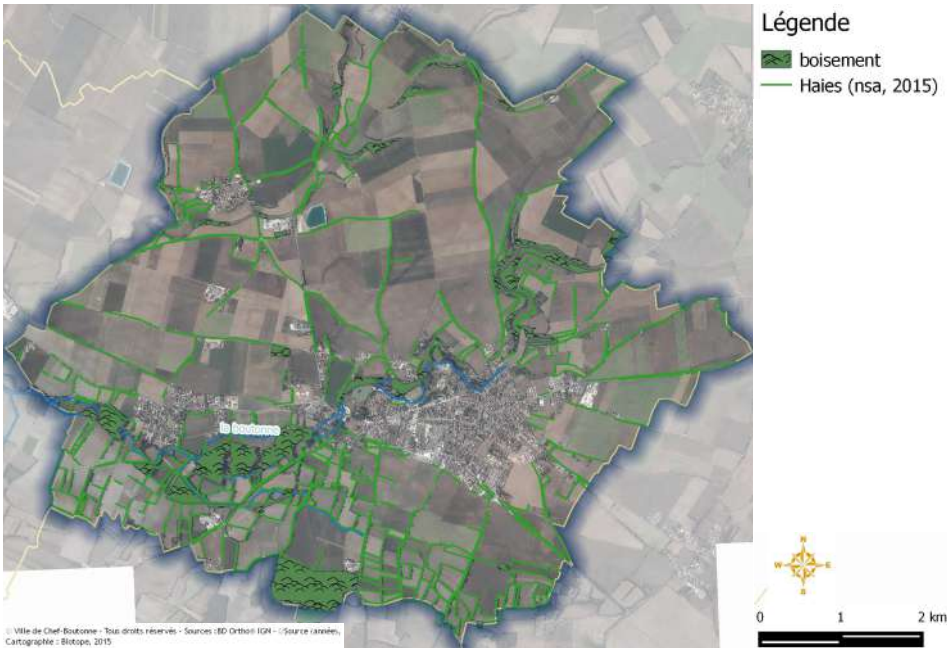 Légende
boisement
Haies (nsa, 2015)
la boutonne
N
W E
S
0 1 2 km
© Ville de Chef-Boutonne - Tous droits réservés - Sources :BD Ortho® IGN - ©Source (années,
Cartographie : Biotope, 2015